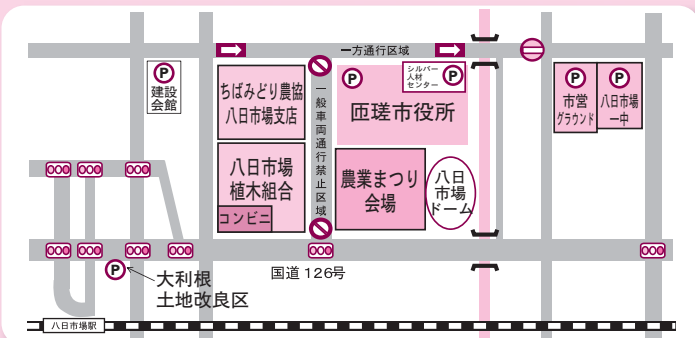 一方通行区域
P
建設
会館
ちばみどり農協
八日市場支店
一般車両通行禁止区域
P
シルバー
人材
センター
P
匝瑳市役所
P
市営
グラウンド
P
八日市場
一中
八日市場
植木組合
コンビニ
農業まつり
会場
八日
市場
ドーム
P
大利根
土地改良区
国道126号
八日市場駅